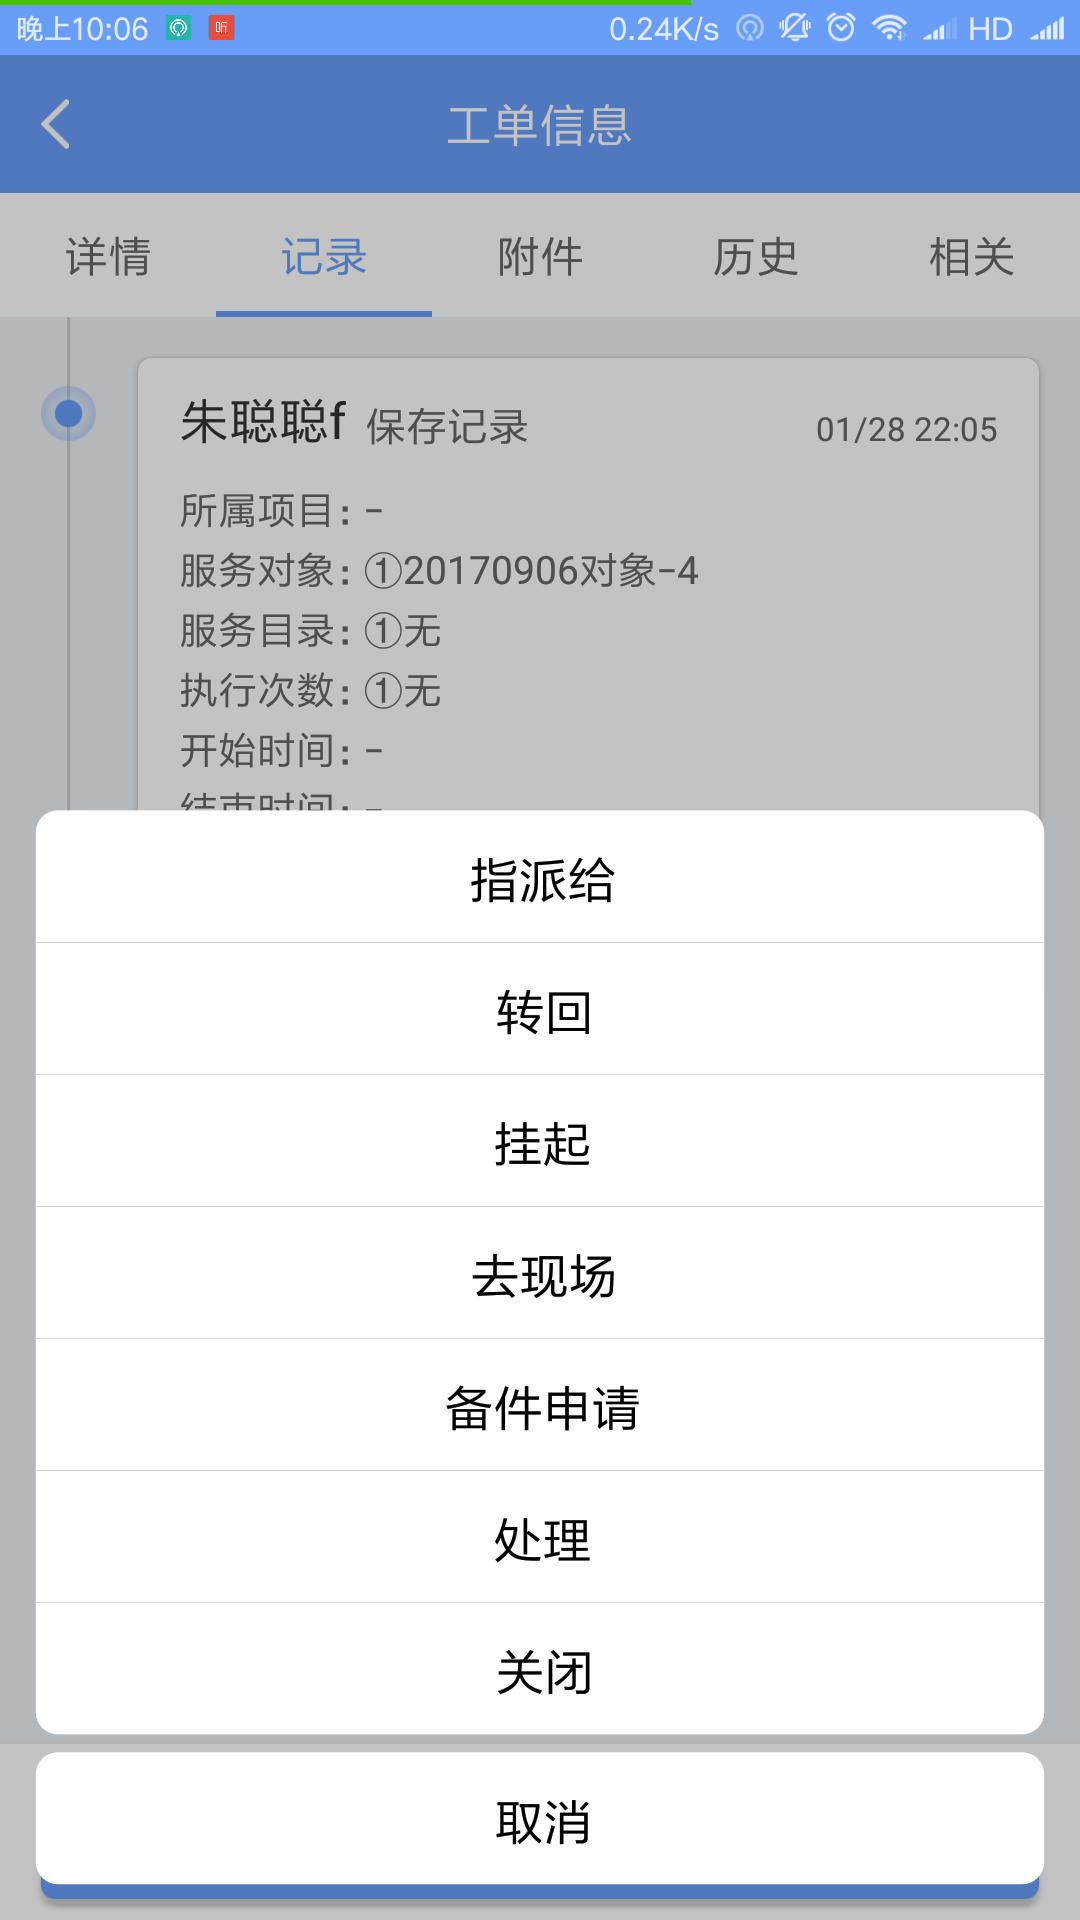 晚上10:06 听 0.24K/s HD
工单信息
详情 记录 附件 历史 相关
朱聪聪f 保存记录 01/28 22:05
所属项目: -
服务对象: ①20170906对象-4
服务目录: ①无
执行次数: ①无
开始时间: -
结束时间: -
指派给
转回
挂起
去现场
备件申请
处理
关闭
取消